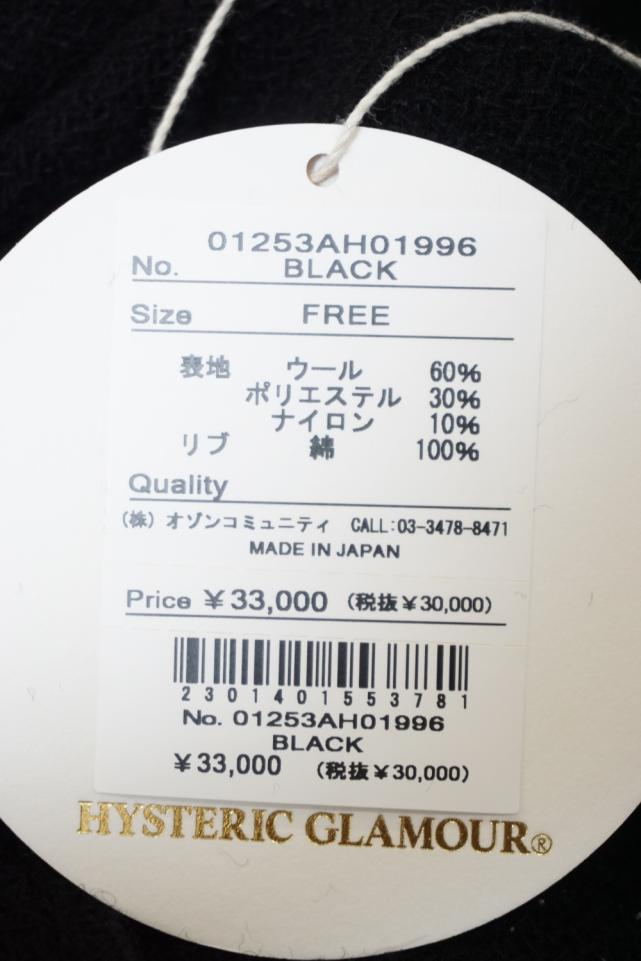 01253AH01996
No. BLACK
Size FREE
表地 ウール 60%
ポリエステル 30%
ナイロン 10%
リブ 綿 100%
Quality
(株) オゾンコミュニティ CALL:03-3478-8471
MADE IN JAPAN
Price ¥33,000 (税抜¥30,000)
2301401553781
No. 01253AH01996
BLACK
¥33,000 (税抜¥30,000)
HYSTERIC GLAMOUR®